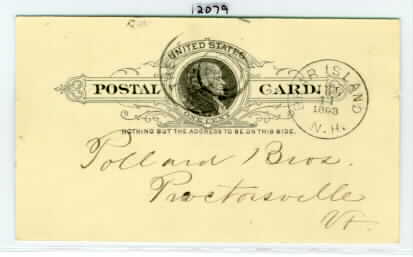 12079
UNITED STATES
POSTAL CARD.
ONE CENT
NOTHING BUT THE ADDRESS TO BE ON THIS SIDE.
ISLAND
11
N.H.
Pollard Bros.
Proctorsville
Vt.